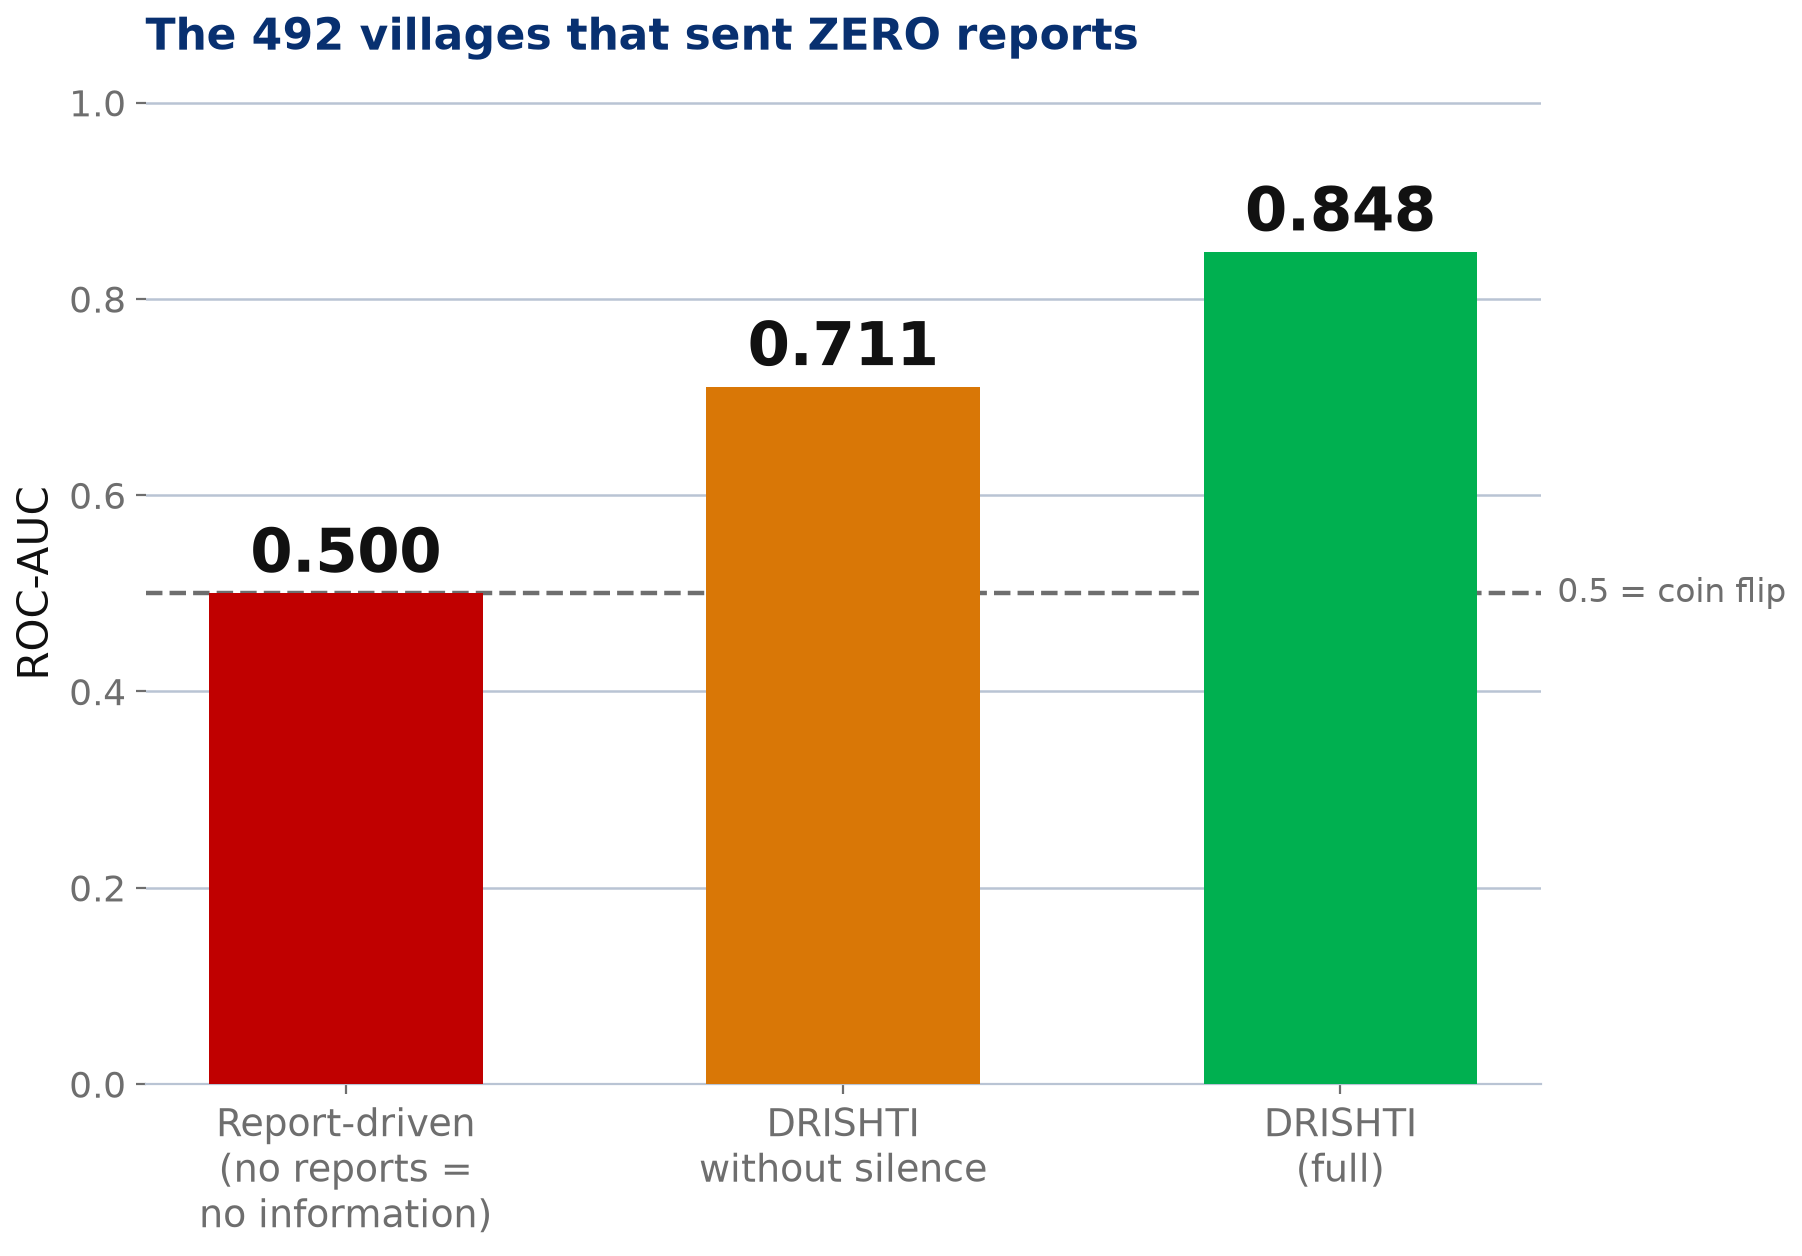 The 492 villages that sent ZERO reports
1.0
0.8
0.6
0.4
0.2
0.0
ROC-AUC
0.500
0.711
0.848
0.5 = coin flip
Report-driven
(no reports =
no information)
DRISHTI
without silence
DRISHTI
(full)